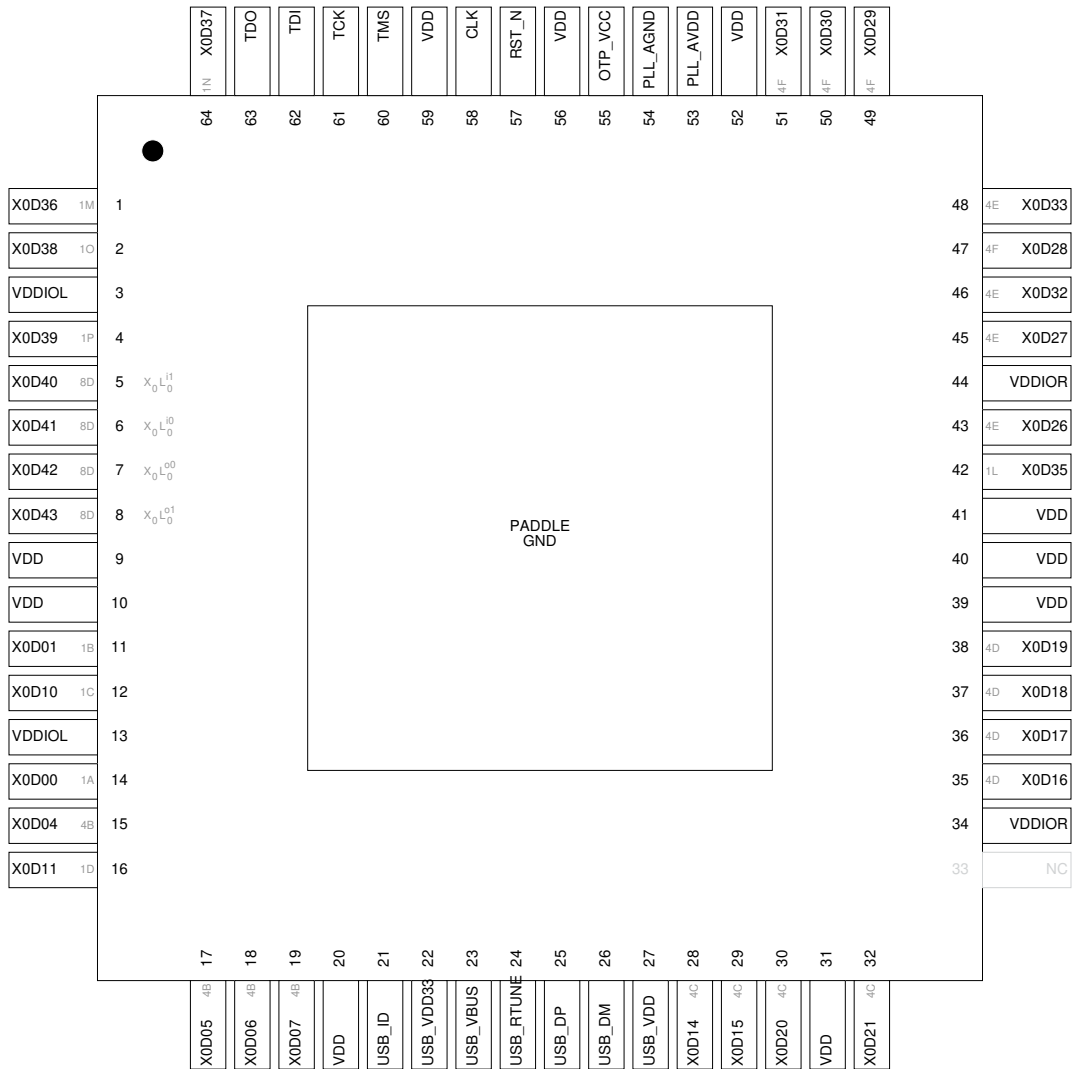 X0D37 1N
TDO
TDI
TCK
TMS
VDD
CLK
RST_N
VDD
OTP_VCC
PLL_AGND
PLL_AVDD
VDD
X0D31 4F
X0D30 4F
X0D29 4F
64 63 62 61 60 59 58 57 56 55 54 53 52 51 50 49
X0D36 1M 1
X0D38 1O 2
VDDIOL 3
X0D39 1P 4
X0D40 8D 5 X0L0i1
X0D41 8D 6 X0L0i0
X0D42 8D 7 X0L0o0
X0D43 8D 8 X0L0o1
VDD 9
VDD 10
X0D01 1B 11
X0D10 1C 12
VDDIOL 13
X0D00 1A 14
X0D04 4B 15
X0D11 1D 16
PADDLE
GND
48 4E X0D33
47 4F X0D28
46 4E X0D32
45 4E X0D27
44 VDDIOR
43 4E X0D26
42 1L X0D35
41 VDD
40 VDD
39 VDD
38 4D X0D19
37 4D X0D18
36 4D X0D17
35 4D X0D16
34 VDDIOR
33 NC
17 18 19 20 21 22 23 24 25 26 27 28 29 30 31 32
X0D05 4B
X0D06 4B
X0D07 4B
VDD
USB_ID
USB_VDD33
USB_VBUS
USB_RTUNE
USB_DP
USB_DM
USB_VDD
X0D14 4C
X0D15 4C
X0D20 4C
VDD
X0D21 4C